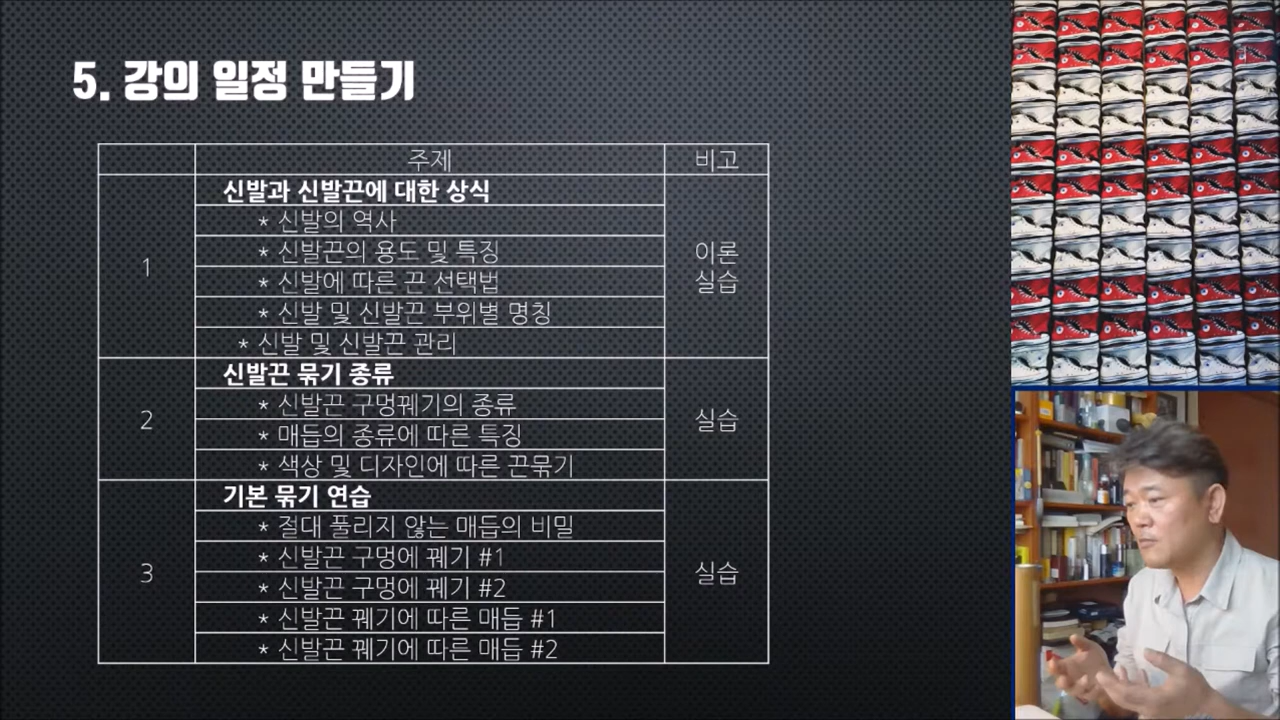 5. 강의 일정 만들기
주제 비고
1
신발과 신발끈에 대한 상식
* 신발의 역사
* 신발끈의 용도 및 특징
* 신발에 따른 끈 선택법
* 신발 및 신발끈 부위별 명칭
* 신발 및 신발끈 관리
이론
실습
2
신발끈 묶기 종류
* 신발끈 구멍꿰기의 종류
* 매듭의 종류에 따른 특징
* 색상 및 디자인에 따른 끈묶기
실습
3
기본 묶기 연습
* 절대 풀리지 않는 매듭의 비밀
* 신발끈 구멍에 꿰기 #1
* 신발끈 구멍에 꿰기 #2
* 신발끈 꿰기에 따른 매듭 #1
* 신발끈 꿰기에 따른 매듭 #2
실습